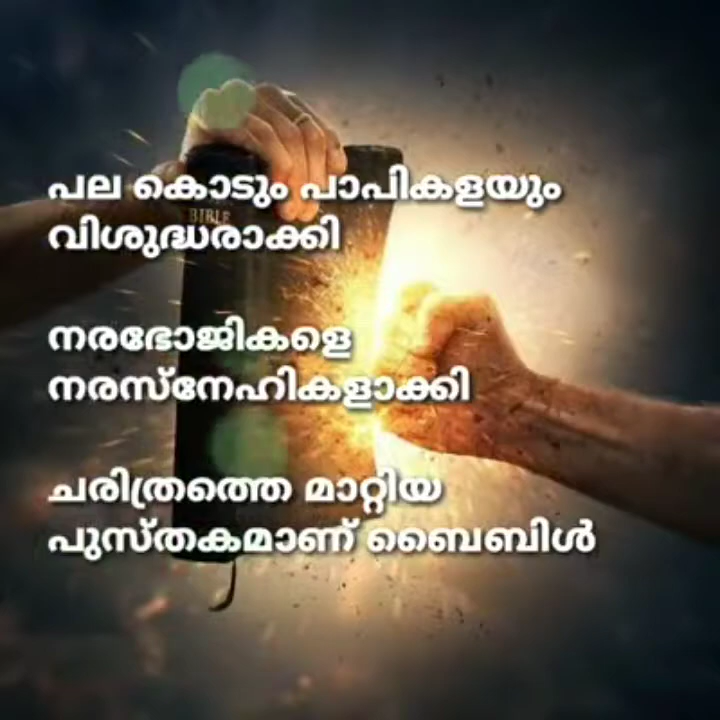 പല കൊടും പാപികളയും
BIBLE
വിശുദ്ധരാക്കി
നരഭോജികളെ
നരസ്നേഹികളാക്കി
ചരിത്രത്തെ മാറ്റിയ
പുസ്തകമാണ് ബൈബിൾ